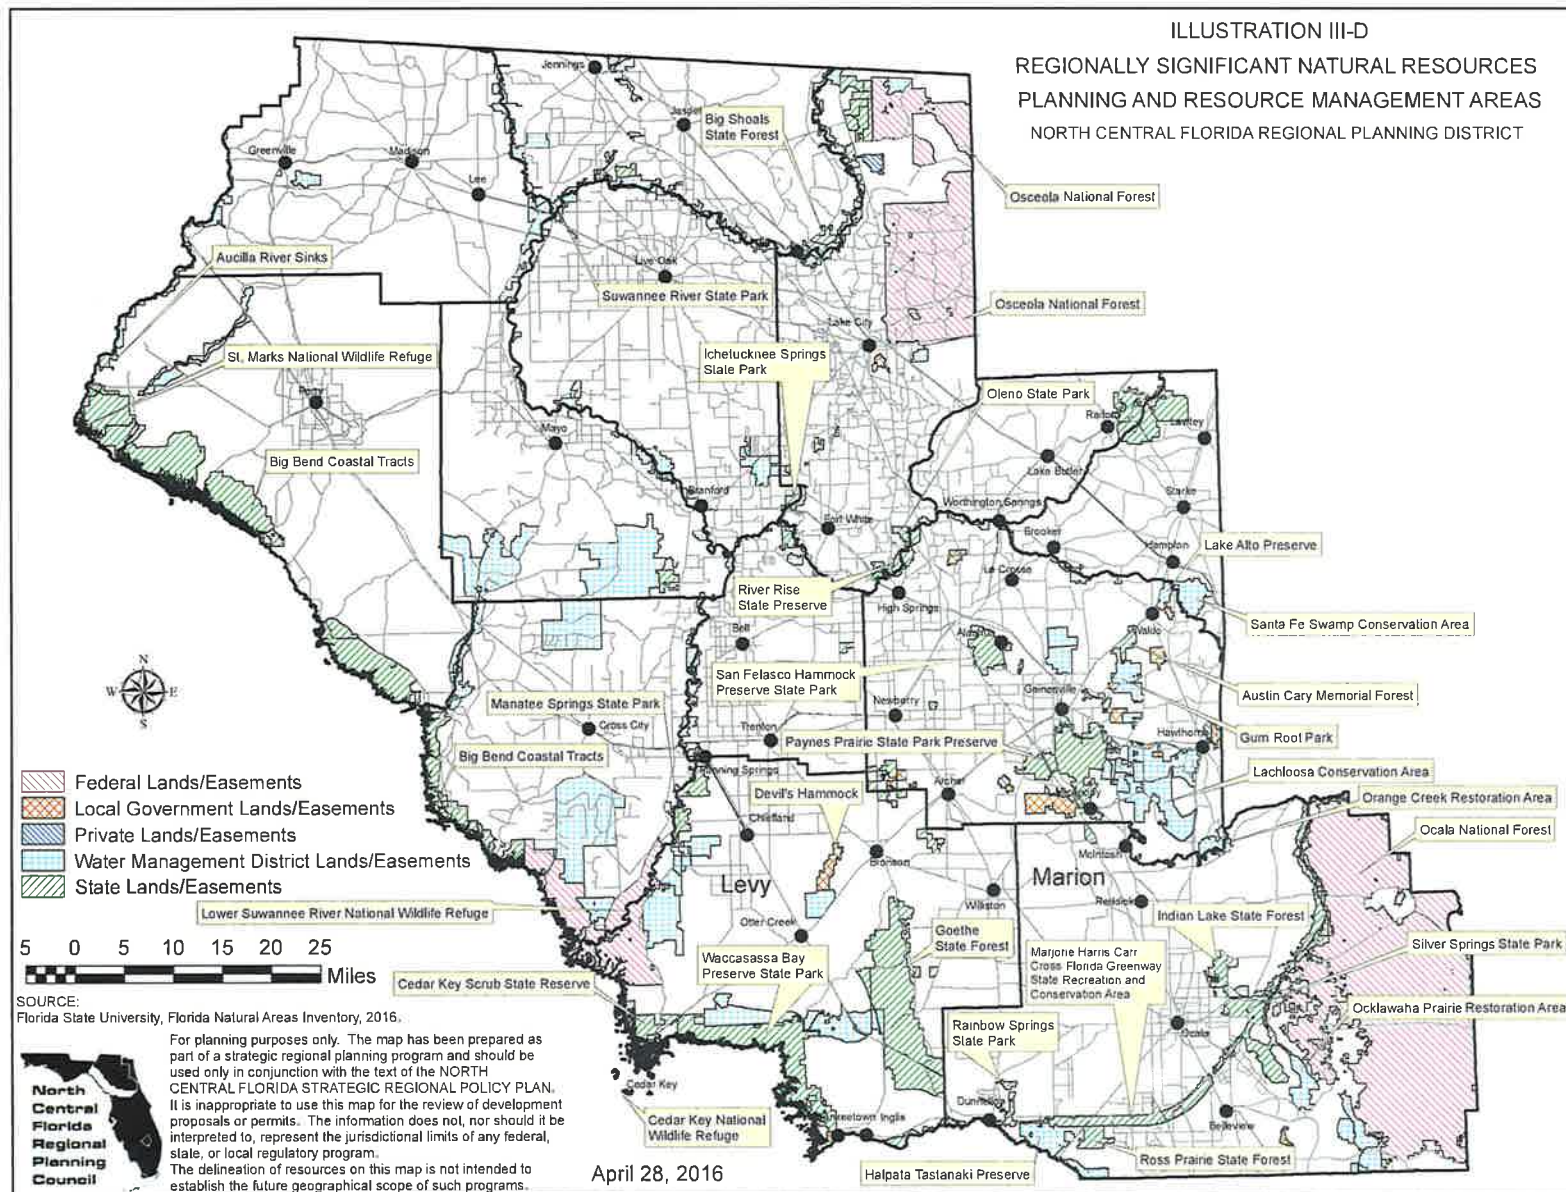 ILLUSTRATION III-D
REGIONALLY SIGNIFICANT NATURAL RESOURCES
PLANNING AND RESOURCE MANAGEMENT AREAS
NORTH CENTRAL FLORIDA REGIONAL PLANNING DISTRICT
Jennings
Jasper
Big Shoals
State Forest
Greenville
Madison
Lee
Osceola National Forest
Aucilla River Sinks
Live Oak
Suwannee River State Park
Osceola National Forest
Lake City
St. Marks National Wildlife Refuge
Ichetucknee Springs
State Park
Perry
Oleno State Park
Raiford
Lawtey
Mayo
Big Bend Coastal Tracts
Lake Butler
Branford
Worthington Springs
Starke
Fort White
Brooker
Hampton
Lake Alto Preserve
La Crosse
River Rise
State Preserve
High Springs
Santa Fe Swamp Conservation Area
Bell
Waldo
Alachua
San Felasco Hammock
Preserve State Park
N
W
E
S
Gainesville
Austin Cary Memorial Forest
Manatee Springs State Park
Newberry
Cross City
Trenton
Paynes Prairie State Park Preserve
Hawthorne
Gum Root Park
Big Bend Coastal Tracts
Fanning Springs
Lachloosa Conservation Area
Archer
Devil's Hammock
Orange Creek Restoration Area
Federal Lands/Easements
Local Government Lands/Easements
Private Lands/Easements
Water Management District Lands/Easements
State Lands/Easements
Chiefland
Ocala National Forest
McIntosh
Bronson
Levy
Marion
Williston
Reddick
Lower Suwannee River National Wildlife Refuge
Indian Lake State Forest
Otter Creek
Goethe
State Forest
Silver Springs State Park
5 0 5 10 15 20 25
Miles
Waccasassa Bay
Preserve State Park
Marjorie Harris Carr
Cross Florida Greenway
State Recreation and
Conservation Area
Cedar Key Scrub State Reserve
Ocklawaha Prairie Restoration Area
SOURCE:
Florida State University, Florida Natural Areas Inventory, 2016.
Rainbow Springs
State Park
Ocala
For planning purposes only. The map has been prepared as
part of a strategic regional planning program and should be
used only in conjunction with the text of the NORTH
CENTRAL FLORIDA STRATEGIC REGIONAL POLICY PLAN.
It is inappropriate to use this map for the review of development
proposals or permits. The information does not, nor should it be
interpreted to, represent the jurisdictional limits of any federal,
state, or local regulatory program.
The delineation of resources on this map is not intended to
establish the future geographical scope of such programs.
North
Central
Florida
Regional
Planning
Council
Cedar Key
Dunnellon
Belleview
Inglis
Cedar Key National
Wildlife Refuge
Ross Prairie State Forest
Halpata Tastanaki Preserve
April 28, 2016